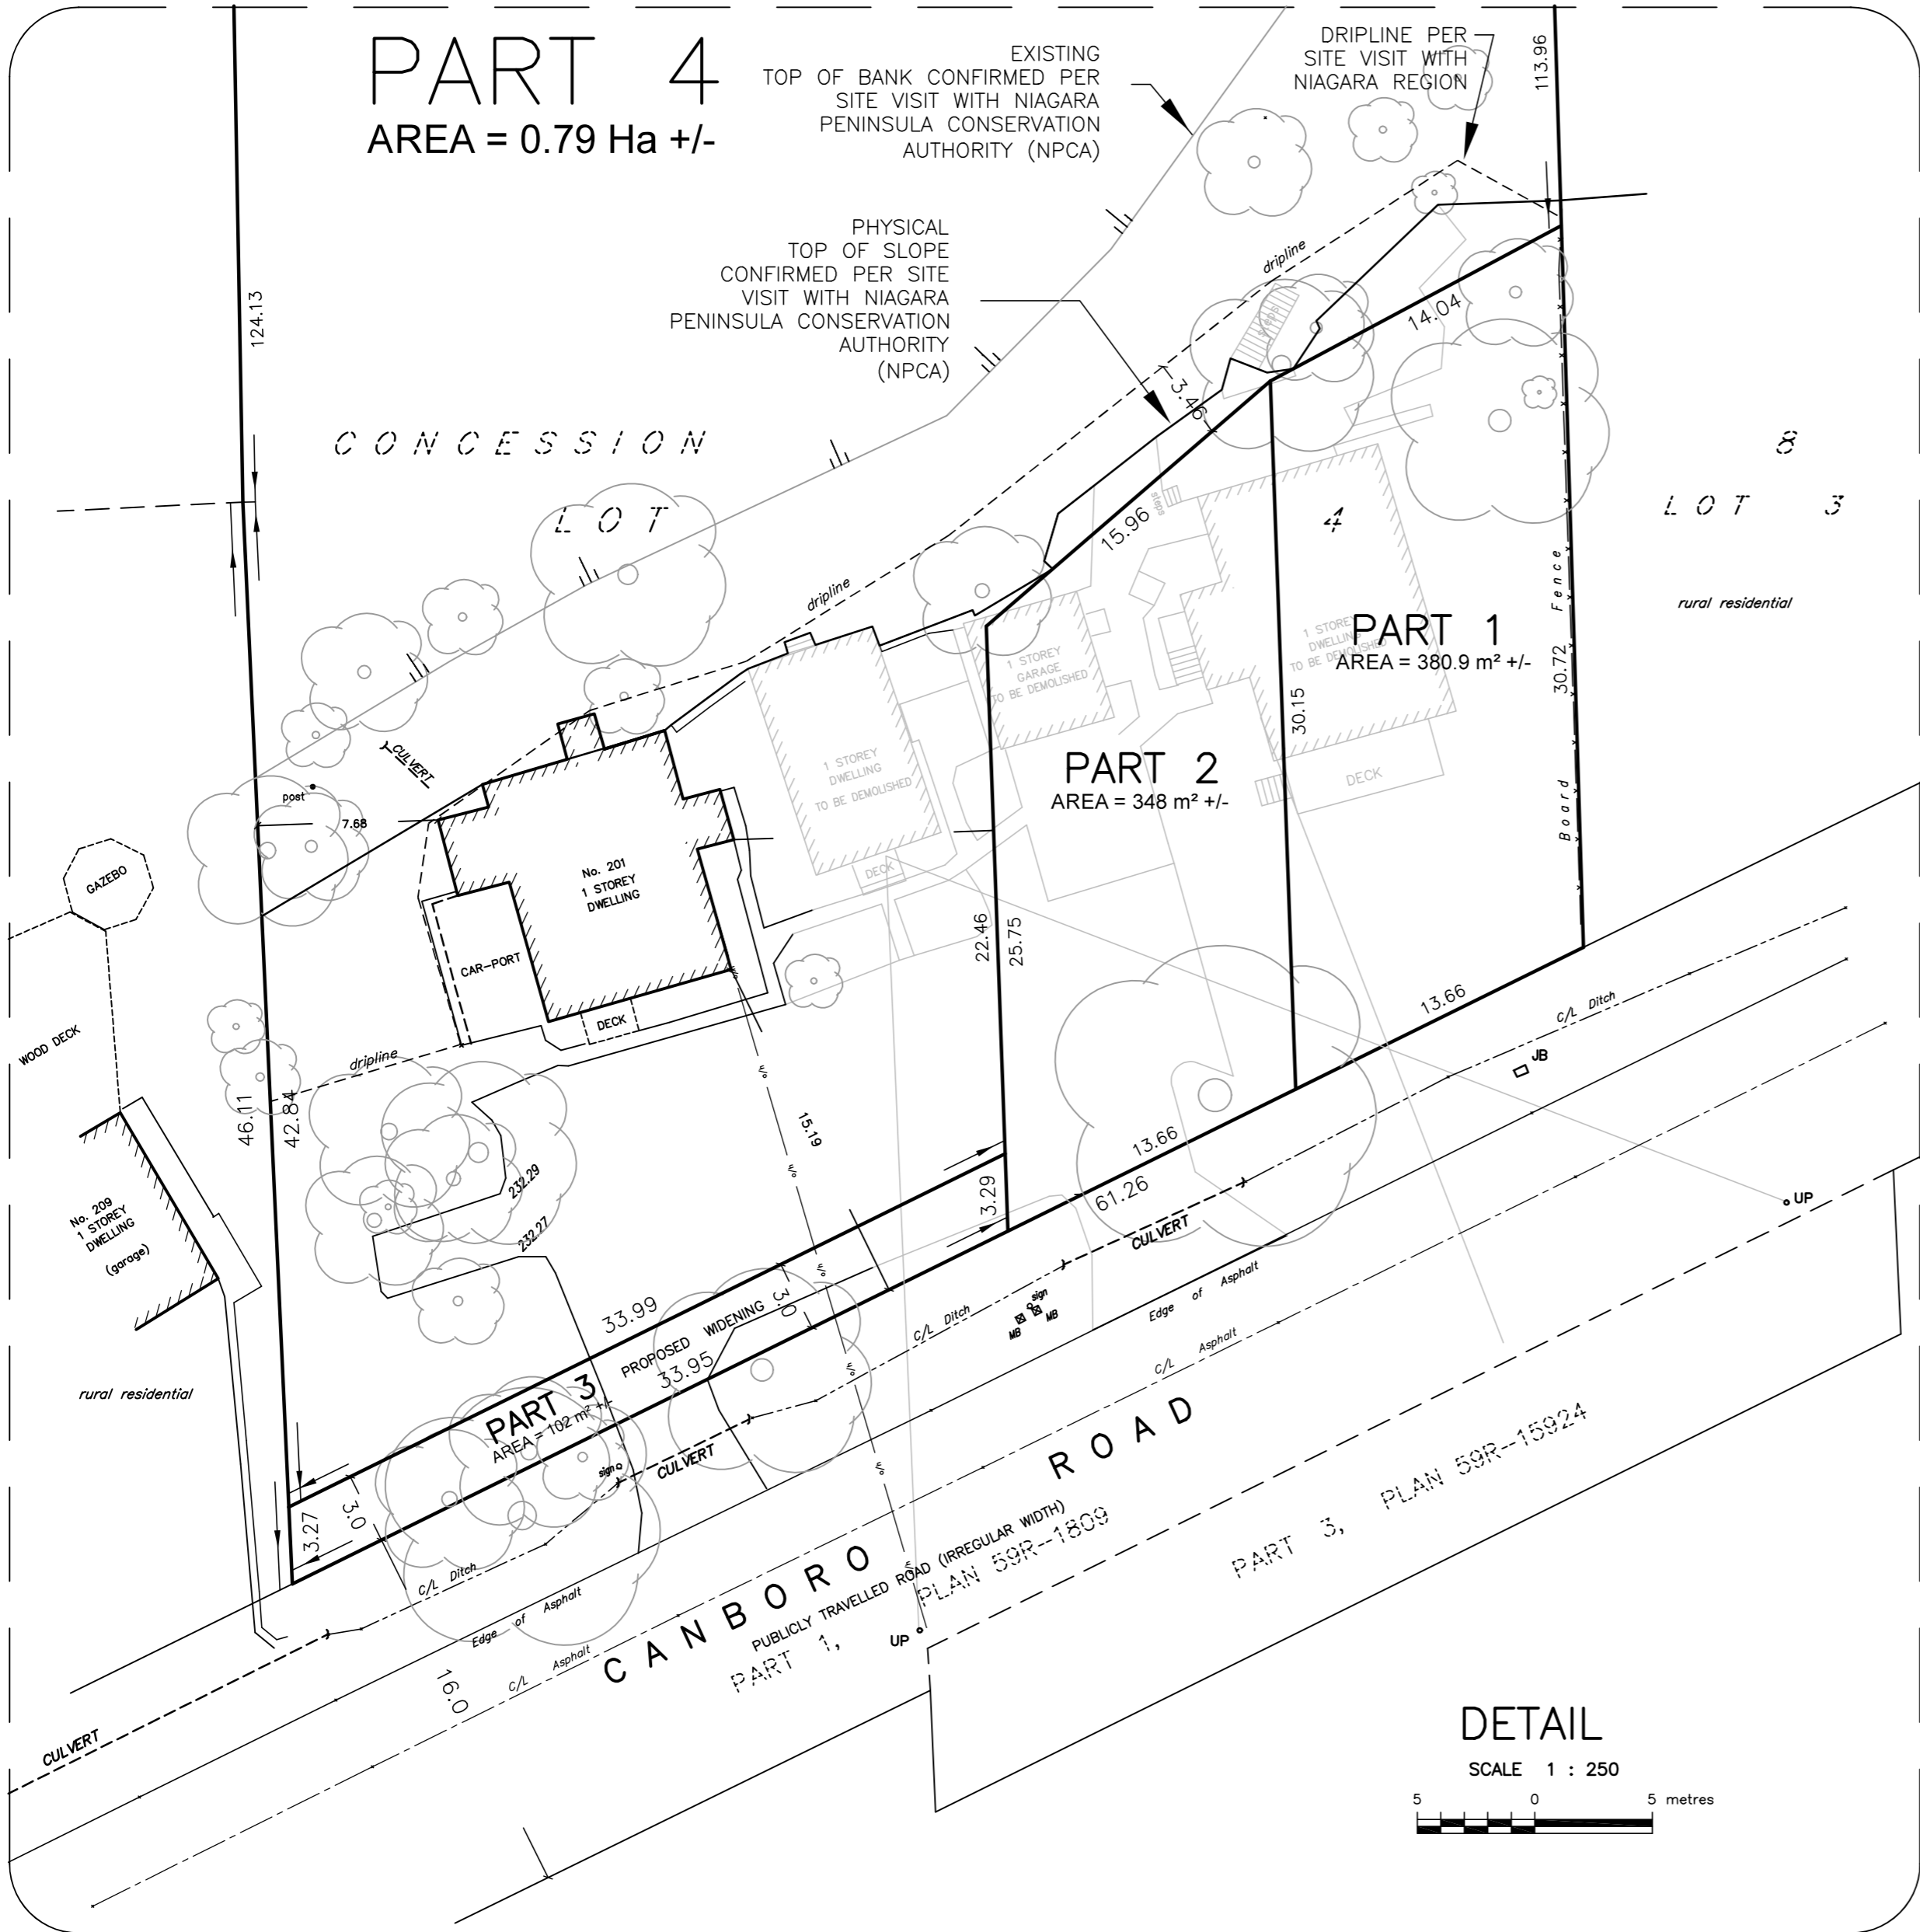 PART 4
AREA = 0.79 Ha +/-
EXISTING
TOP OF BANK CONFIRMED PER
SITE VISIT WITH NIAGARA
PENINSULA CONSERVATION
AUTHORITY (NPCA)
DRIPLINE PER
SITE VISIT WITH
NIAGARA REGION
113.96
PHYSICAL
TOP OF SLOPE
CONFIRMED PER SITE
VISIT WITH NIAGARA
PENINSULA CONSERVATION
AUTHORITY
(NPCA)
124.13
dripline
steps
14.04
3.46
CONCESSION
8
LOT
4
LOT 3
steps
15.96
dripline
rural residential
Board Fence
30.72
1 STOREY
DWELLING
TO BE DEMOLISHED
PART 1
AREA = 380.9 m² +/-
1 STOREY
GARAGE
TO BE DEMOLISHED
30.15
PART 2
AREA = 348 m² +/-
DECK
1 STOREY
DWELLING
TO BE DEMOLISHED
DECK
CULVERT
post
7.68
GAZEBO
No. 201
1 STOREY
DWELLING
CAR-PORT
DECK
22.46
25.75
13.66
C/L Ditch
JB
WOOD DECK
dripline
46.11
42.84
15.19
13.66
61.26
3.29
CULVERT
UP
No. 209
1 STOREY
DWELLING
(garage)
232.29
232.27
33.99
PROPOSED WIDENING
33.95
3.0
C/L Ditch
sign
MB
MB
Edge of Asphalt
C/L Asphalt
rural residential
PART 3
AREA = 102 m² +/-
sign
CULVERT
3.27
3.0
C/L Ditch
Edge of Asphalt
C/L Asphalt
16.0
CANBORO ROAD
PUBLICLY TRAVELLED ROAD (IRREGULAR WIDTH)
PART 1, PLAN 59R-1809
UP
PART 3, PLAN 59R-15924
CULVERT
DETAIL
SCALE 1 : 250
5 0 5 metres